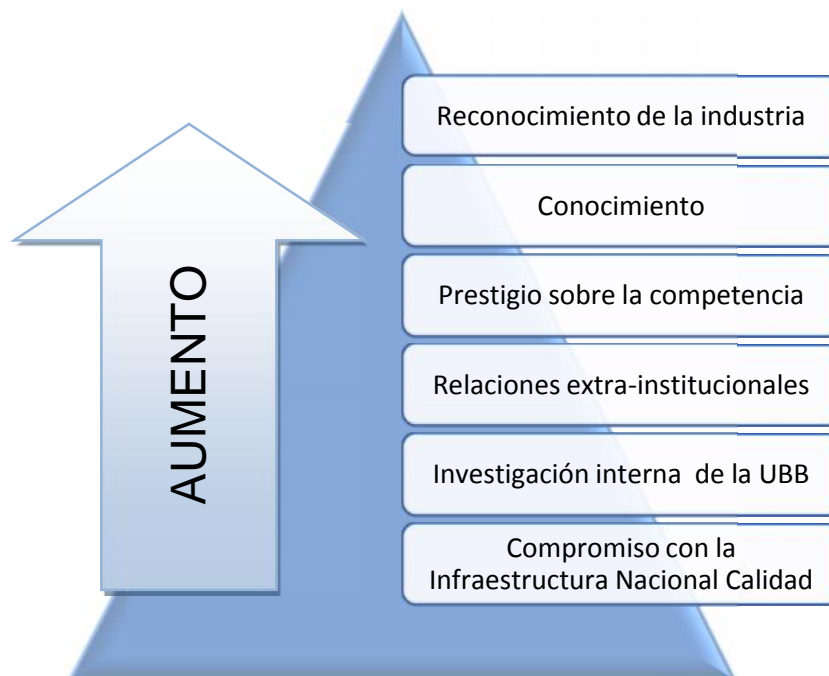 Reconocimiento de la industria
Conocimiento
Prestigio sobre la competencia
Relaciones extra-institucionales
Investigación interna  de la UBB
Compromiso con la
Infraestructura Nacional Calidad
AUMENTO